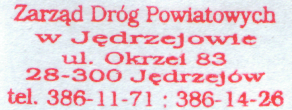 Zarząd Dróg Powiatowych
w Jędrzejowie
ul. Okrzei 83
28-300 Jędrzejów
tel. 386-11-71 ; 386-14-26